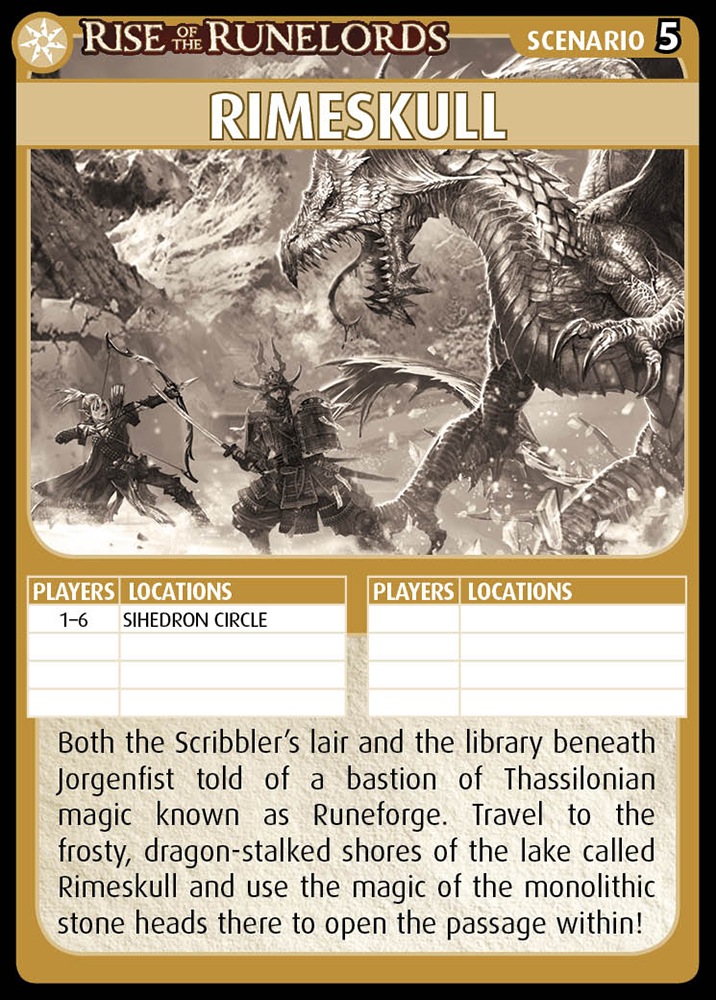 RISE OF THE RUNELORDS
SCENARIO 5
RIMESKULL
PLAYERS LOCATIONS
1–6 SIHEDRON CIRCLE
PLAYERS LOCATIONS
Both the Scribbler’s lair and the library beneath
Jorgenfist told of a bastion of Thassilonian
magic known as Runeforge. Travel to the
frosty, dragon-stalked shores of the lake called
Rimeskull and use the magic of the monolithic
stone heads there to open the passage within!